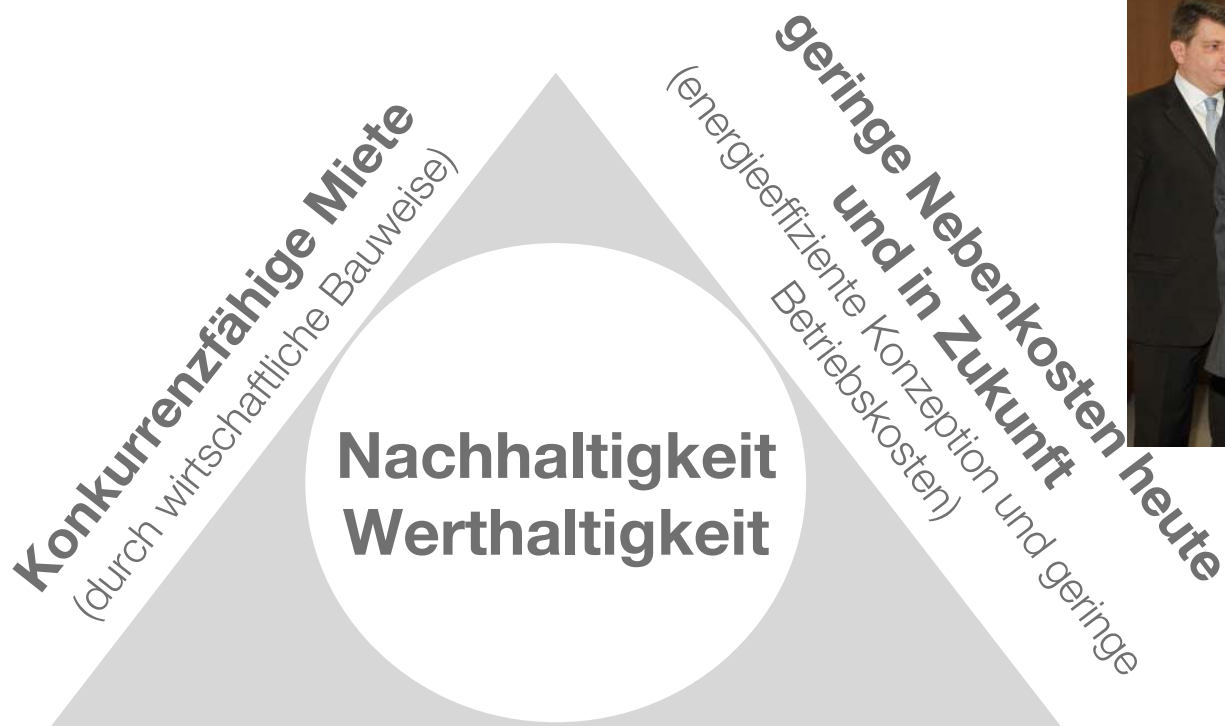 Konkurrenzfähige Miete
(durch wirtschaftliche Bauweise)
geringe Nebenkosten heute
und in Zukunft
(energieeffiziente Konzeption und geringe
Betriebskosten)
Nachhaltigkeit
Werthaltigkeit